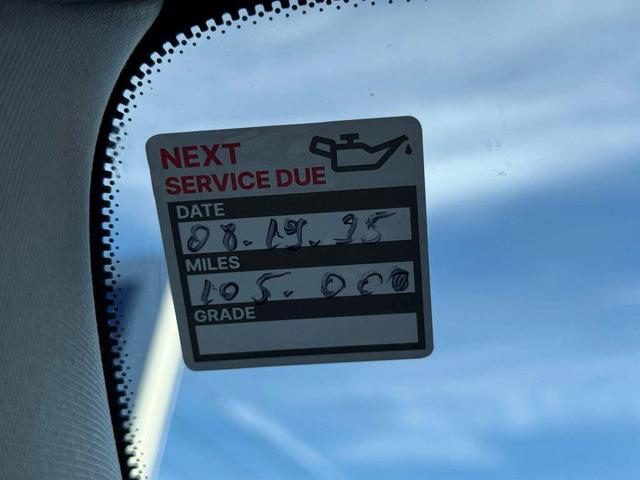 NEXT
SERVICE DUE
DATE
08.19.25
MILES
105.000
GRADE